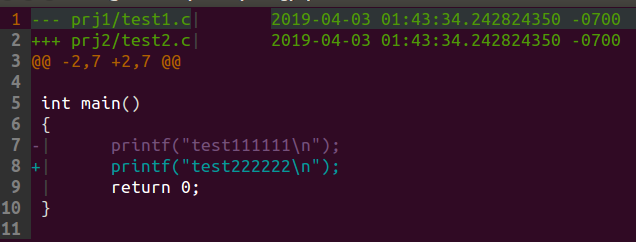 1 --- prj1/test1.c|       2019-04-03 01:43:34.242824350 -0700
2 +++ prj2/test2.c|       2019-04-03 01:43:34.242824350 -0700
3 @@ -2,7 +2,7 @@
4
5  int main()
6  {
7 -|      printf("test111111\n");
8 +|      printf("test222222\n");
9  |      return 0;
10  }
11